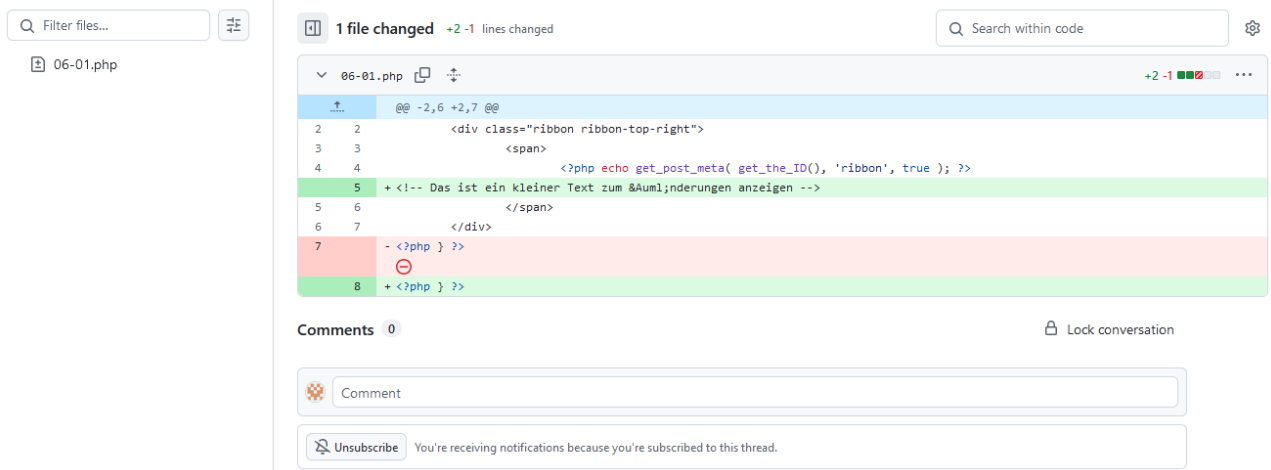 Filter files...
06-01.php
1 file changed +2 -1 lines changed
Search within code
06-01.php
+2 -1
@@ -2,6 +2,7 @@
2 2 <div class="ribbon ribbon-top-right">
3 3 <span>
4 4 <?php echo get_post_meta( get_the_ID(), 'ribbon', true ); ?>
5 + <!-- Das ist ein kleiner Text zum &Auml;nderungen anzeigen -->
5 6 </span>
6 7 </div>
7 - <?php } ?>
8 + <?php } ?>
Comments 0
Lock conversation
Comment
Unsubscribe You're receiving notifications because you're subscribed to this thread.